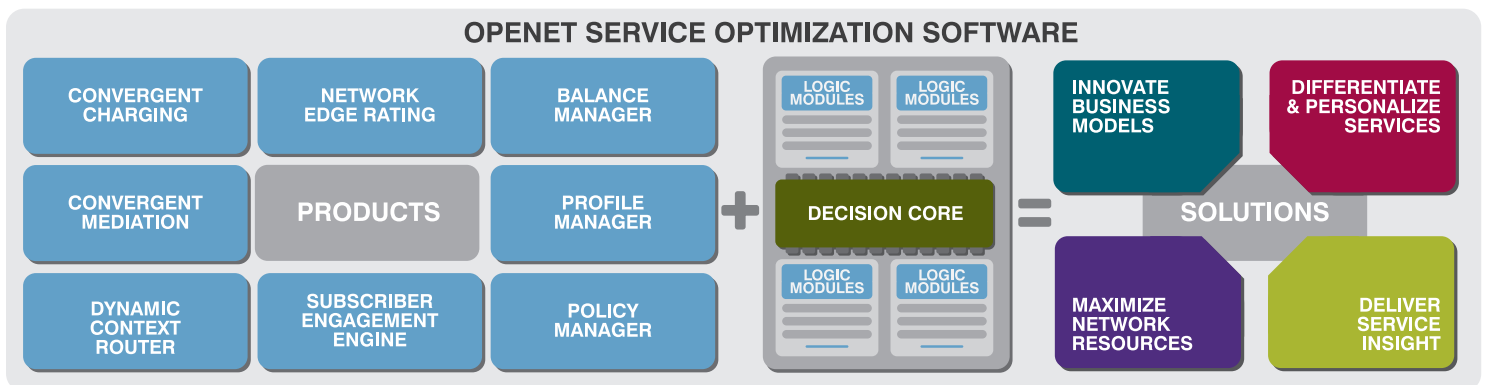 OPENET SERVICE OPTIMIZATION SOFTWARE
CONVERGENT
CHARGING
NETWORK
EDGE RATING
BALANCE
MANAGER
CONVERGENT
MEDIATION
PRODUCTS
PROFILE
MANAGER
DYNAMIC
CONTEXT
ROUTER
SUBSCRIBER
ENGAGEMENT
ENGINE
POLICY
MANAGER
+
LOGIC
MODULES
LOGIC
MODULES
DECISION CORE
LOGIC
MODULES
LOGIC
MODULES
=
INNOVATE
BUSINESS
MODELS
DIFFERENTIATE
& PERSONALIZE
SERVICES
SOLUTIONS
MAXIMIZE
NETWORK
RESOURCES
DELIVER
SERVICE
INSIGHT